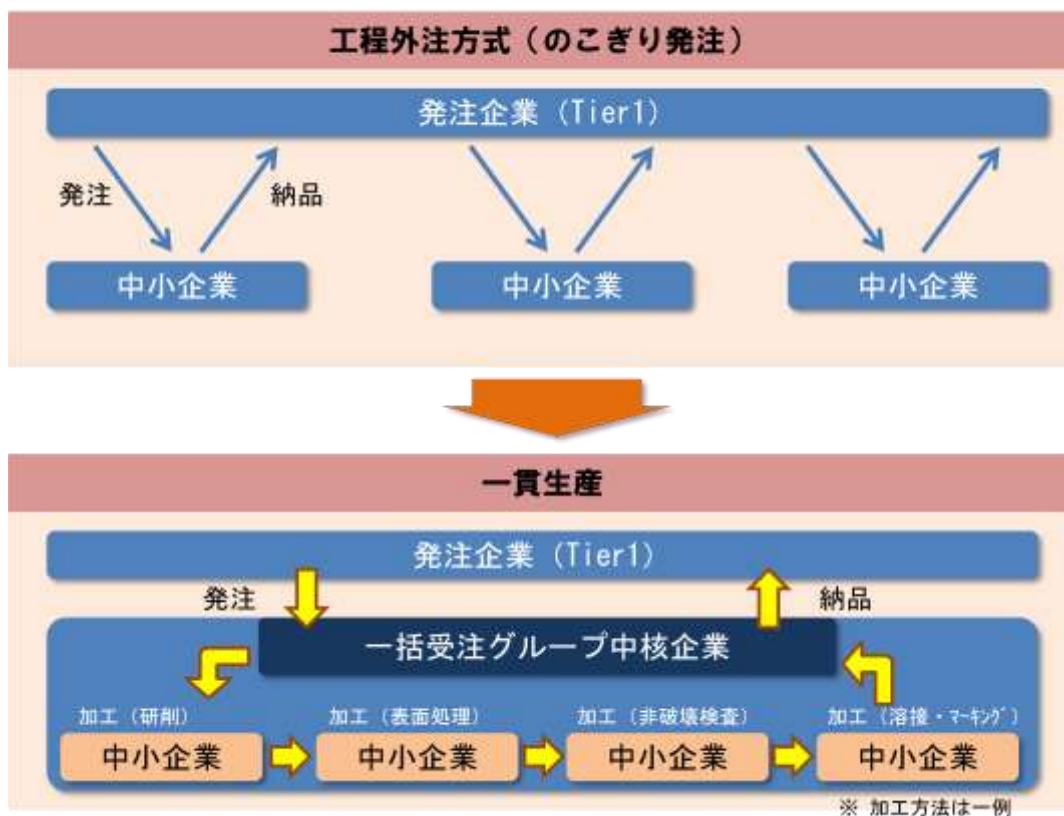 工程外注方式（のこぎり発注）
発注企業（Tier1）
発注
納品
中小企業
中小企業
中小企業
一貫生産
発注企業（Tier1）
発注
納品
一括受注グループ中核企業
加工（研削）
加工（表面処理）
加工（非破壊検査）
加工（溶接・ﾏｰｷﾝｸﾞ）
中小企業
中小企業
中小企業
中小企業
※ 加工方法は一例